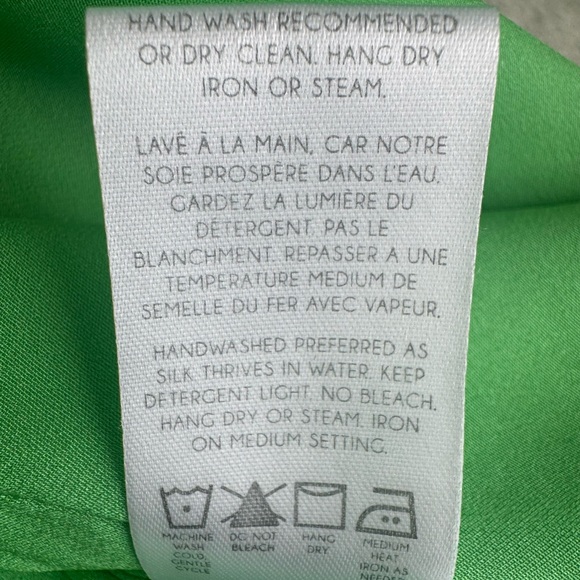 HAND WASH RECOMMENDED
OR DRY CLEAN. HANG DRY
IRON OR STEAM.
LAVÉ À LA MAIN, CAR NOTRE
SOIE PROSPÈRE DANS L'EAU.
GARDEZ LA LUMIÈRE DU
DÉTERGENT. PAS LE
BLANCHMENT. REPASSER A UNE
TEMPERATURE MEDIUM DE
SEMELLE DU FER AVEC VAPEUR.
HANDWASHED PREFERRED AS
SILK THRIVES IN WATER. KEEP
DETERGENT LIGHT. NO BLEACH.
HANG DRY OR STEAM. IRON
ON MEDIUM SETTING.
MACHINE WASH COLD, GENTLE CYCLE
DO NOT BLEACH
HANG DRY
MEDIUM HEAT IRON AS NEEDED